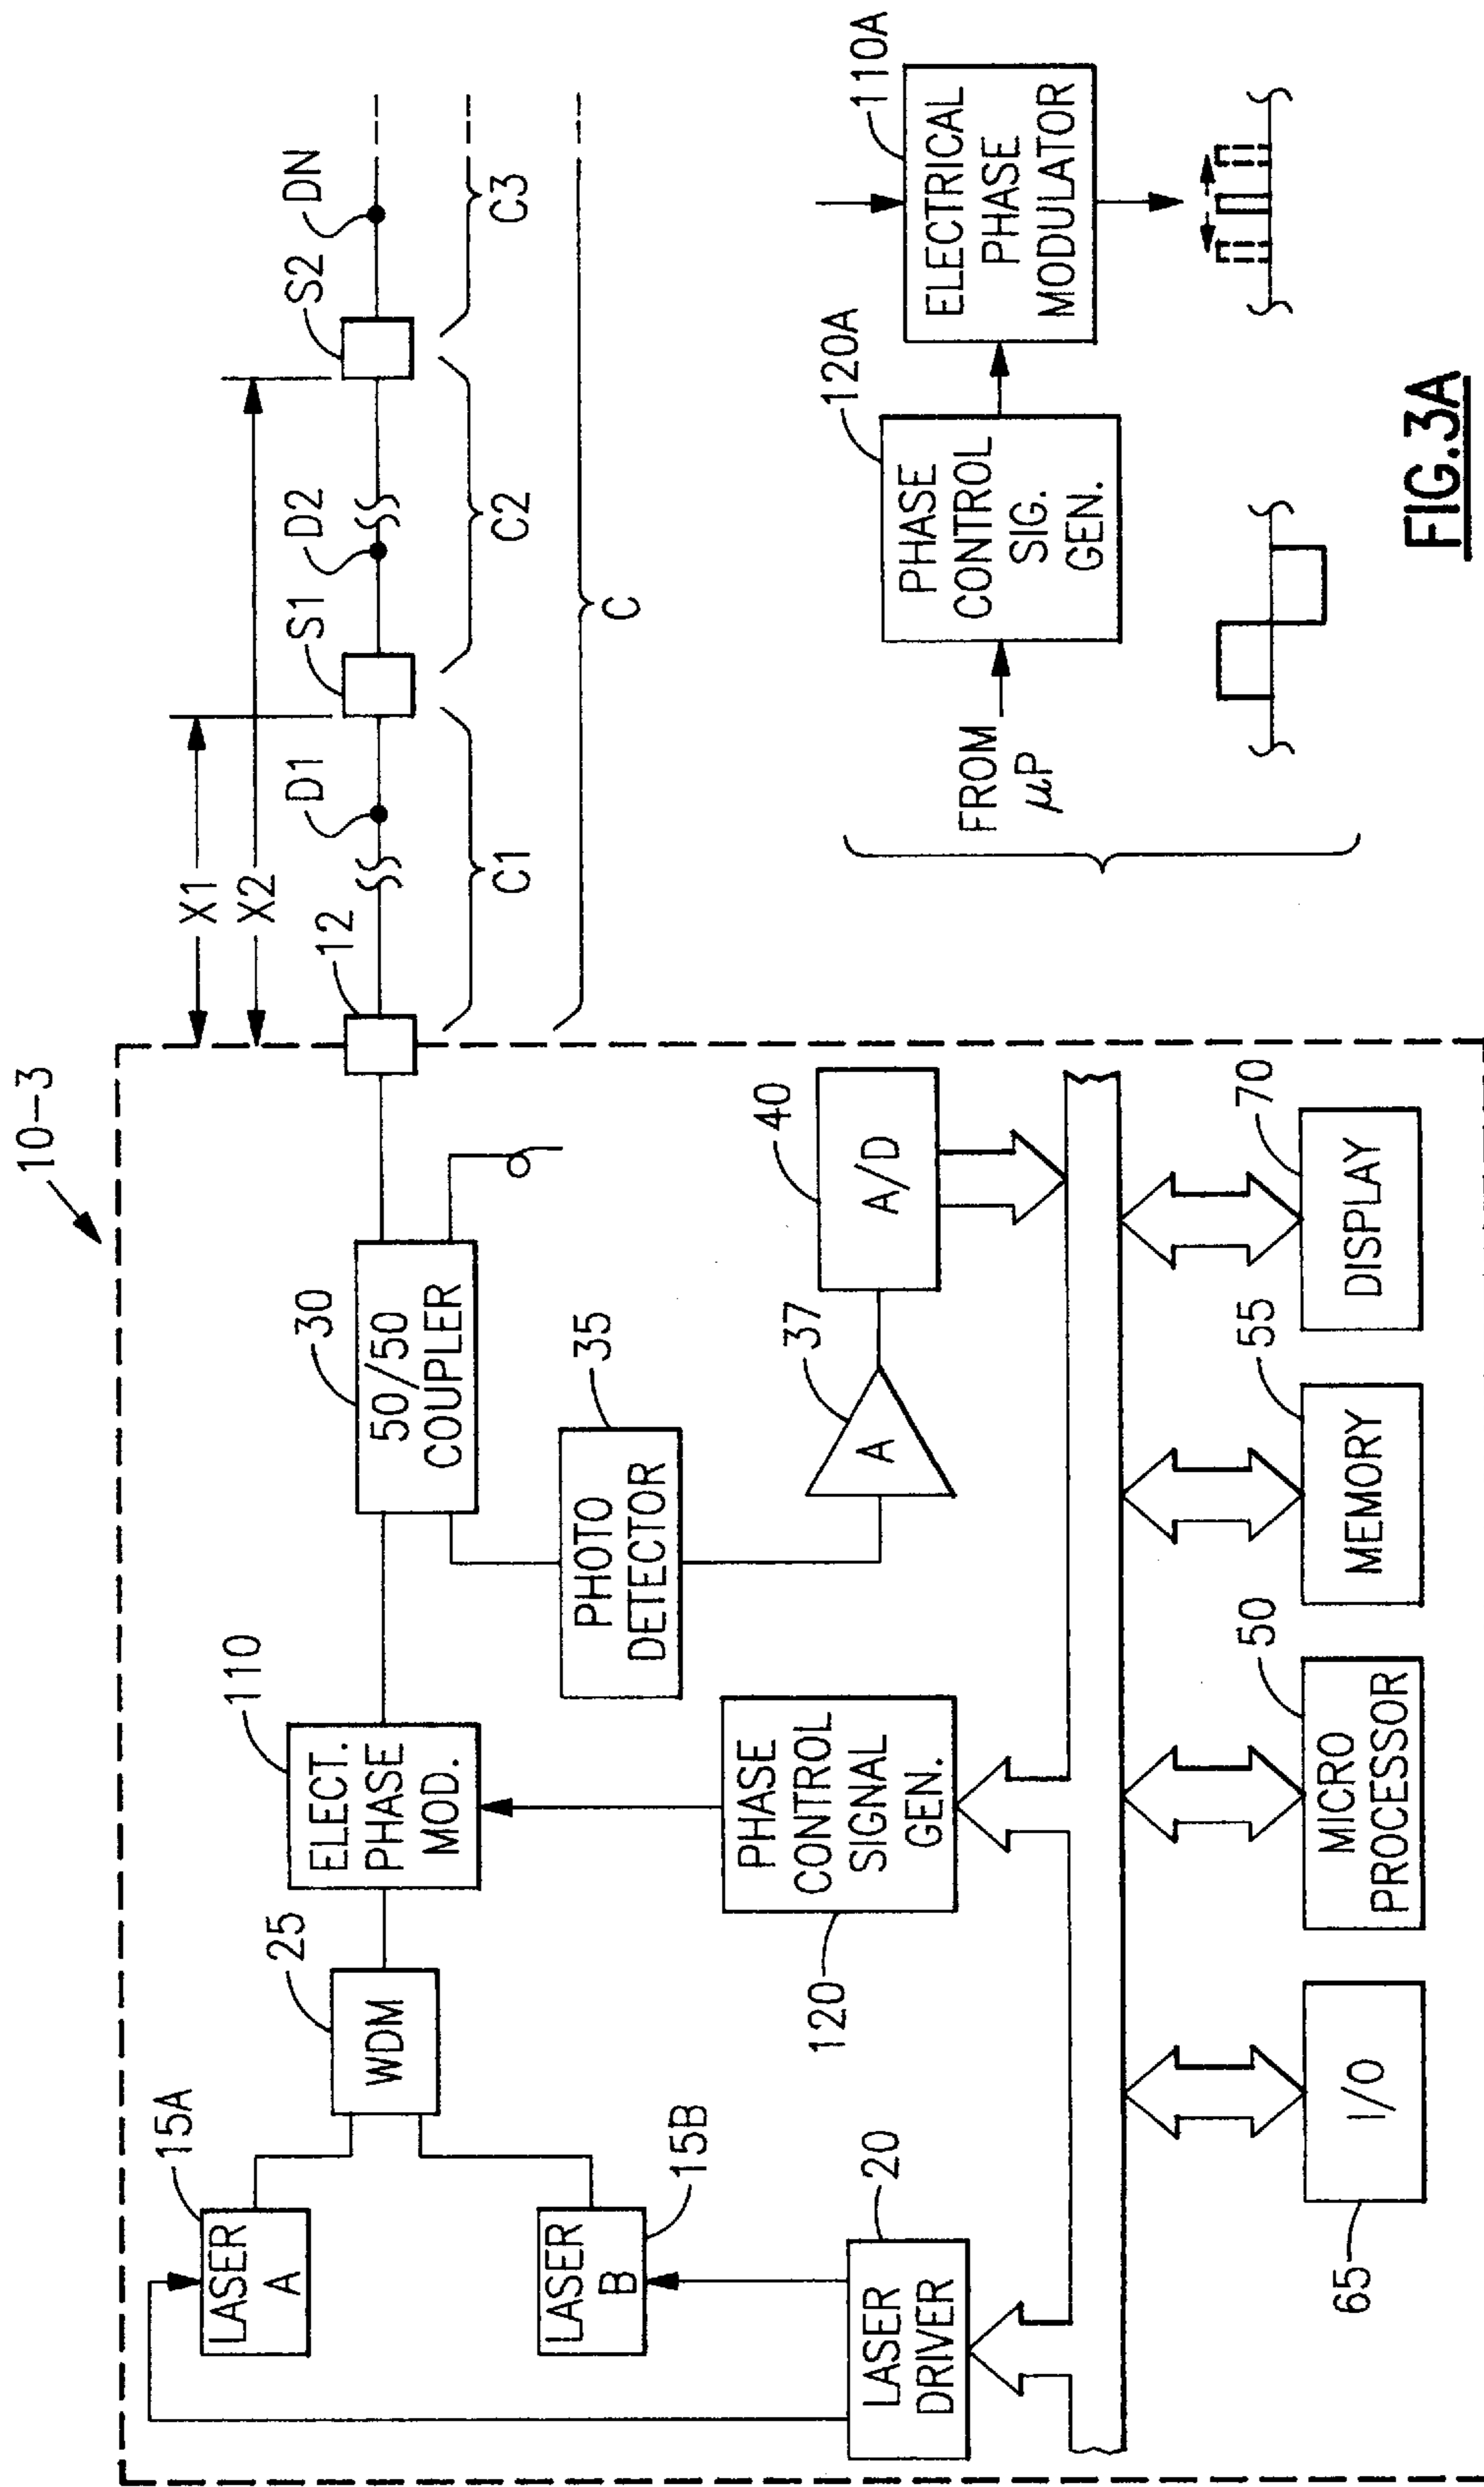 10-3
X1
X2
12
D1
S1
D2
S2
DN
C1
C2
C3
C
15A
LASER
A
15B
LASER
B
25
WDM
110
ELECT.
PHASE
MOD.
30
50/50
COUPLER
35
PHOTO
DETECTOR
37
A
40
A/D
20
LASER
DRIVER
120
PHASE
CONTROL
SIGNAL
GEN.
65
I/O
50
MICRO
PROCESSOR
55
MEMORY
70
DISPLAY
FROM
μP
120A
PHASE
CONTROL
SIG.
GEN.
110A
ELECTRICAL
PHASE
MODULATOR
FIG.3A